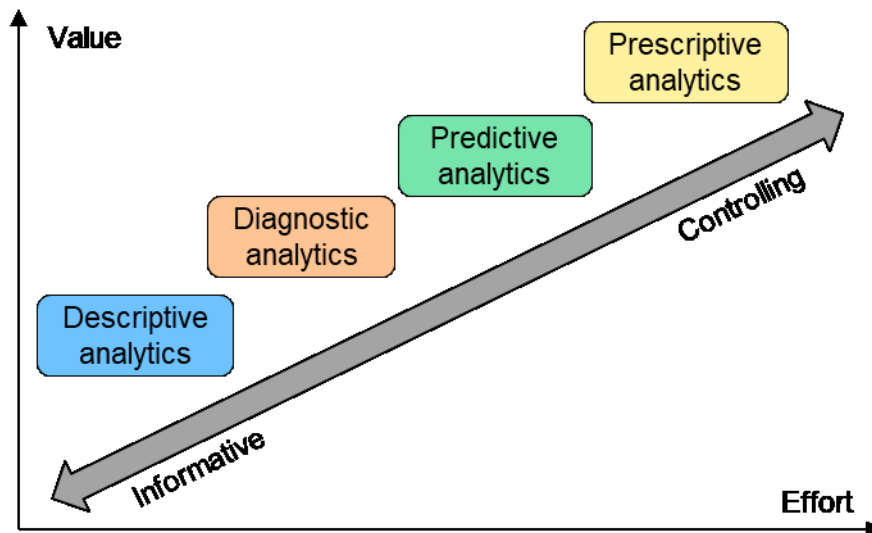 Value
Prescriptive
analytics
Predictive
analytics
Diagnostic
analytics
Descriptive
analytics
Controlling
Informative
Effort